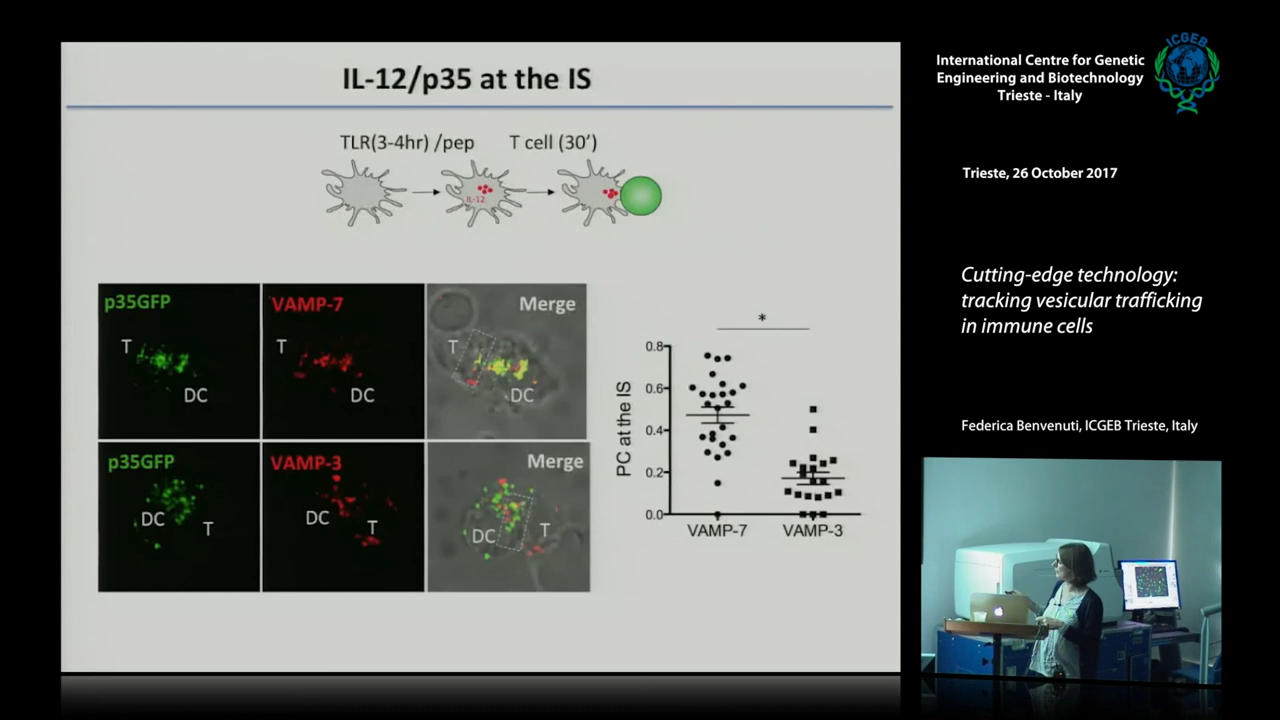 IL-12/p35 at the IS
TLR(3-4hr) /pep
T cell (30’)
IL-12
p35GFP
T
DC
VAMP-7
T
DC
Merge
T
DC
p35GFP
DC
T
VAMP-3
DC
T
Merge
DC
T
*
PC at the IS
0.8
0.6
0.4
0.2
0.0
VAMP-7
VAMP-3
International Centre for Genetic
Engineering and Biotechnology
Trieste - Italy
ICGEB
Trieste, 26 October 2017
Cutting-edge technology:
tracking vesicular trafficking
in immune cells
Federica Benvenuti, ICGEB Trieste, Italy